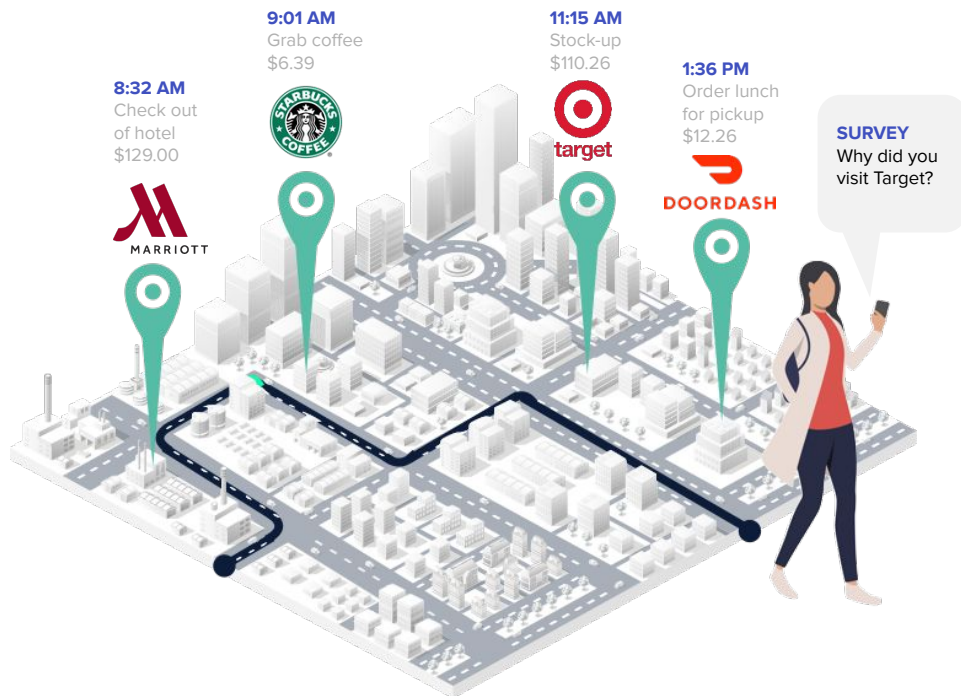 8:32 AM
Check out
of hotel
$129.00
MARRIOTT
9:01 AM
Grab coffee
$6.39
STARBUCKS
COFFEE
®
11:15 AM
Stock-up
$110.26
target
1:36 PM
Order lunch
for pickup
$12.26
DOORDASH
SURVEY
Why did you
visit Target?